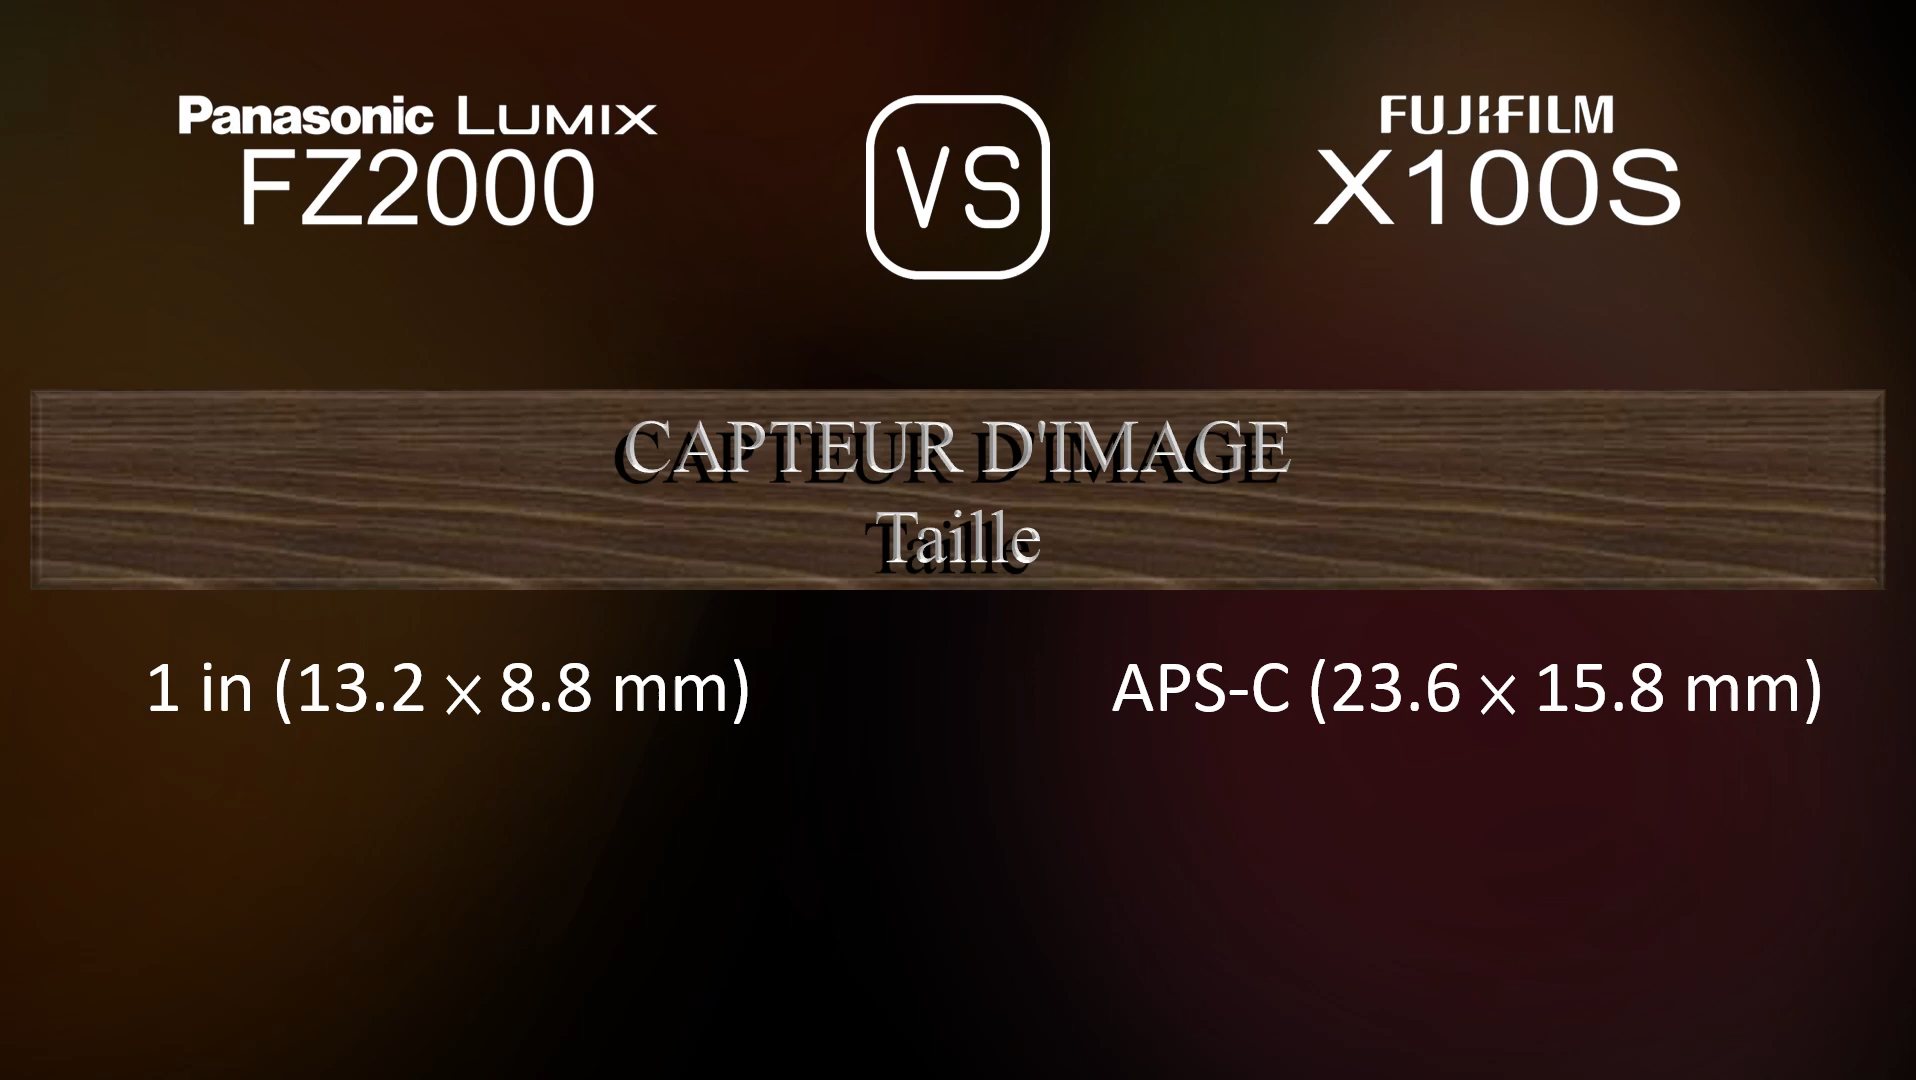 Panasonic LUMIX
FZ2000
VS
FUJIFILM
X100S
CAPTEUR D'IMAGE
Taille
1 in (13.2 x 8.8 mm)
APS-C (23.6 x 15.8 mm)